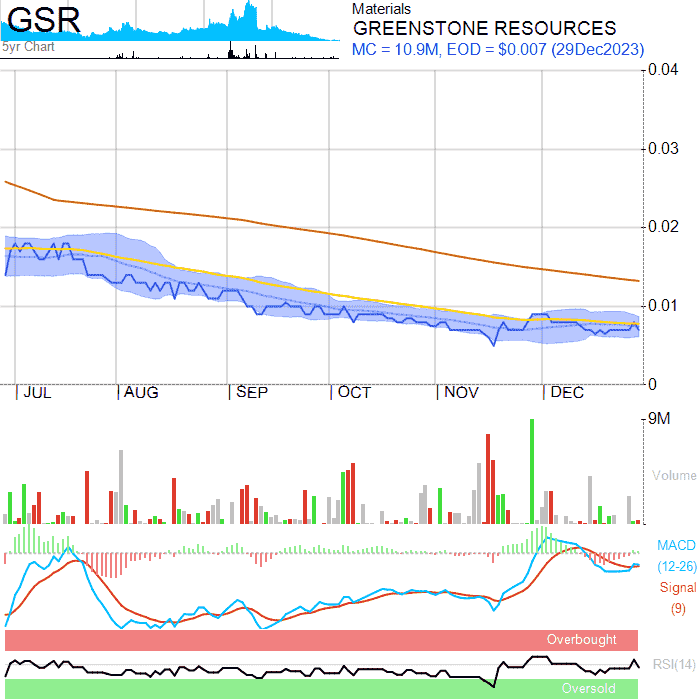 GSR
5yr Chart
Materials
GREENSTONE RESOURCES
MC = 10.9M, EOD = $0.007 (29Dec2023)
0.04
0.03
0.02
0.01
0
JUL AUG SEP OCT NOV DEC
9M
Volume
MACD
(12-26)
Signal
(9)
Overbought
RSI(14)
Oversold